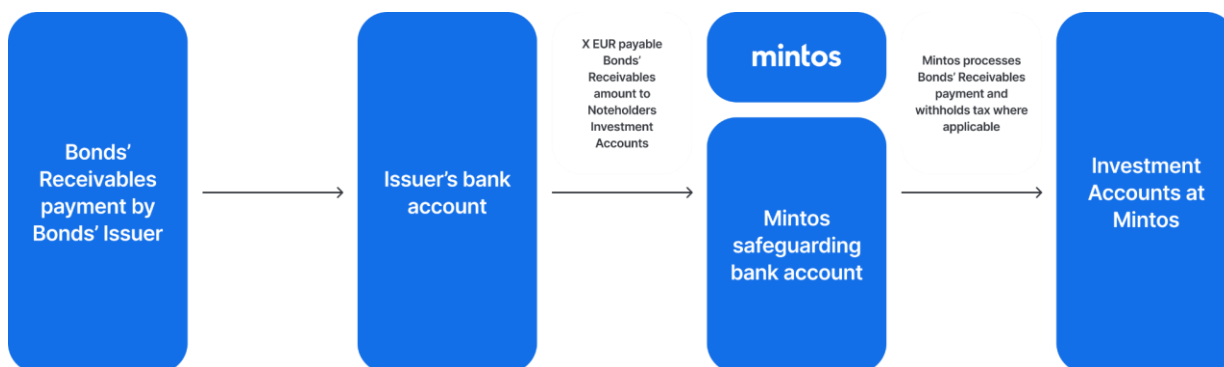 Bonds’
Receivables
payment by
Bonds’ Issuer
Issuer’s bank
account
X EUR payable
Bonds’
Receivables
amount to
Noteholders
Investment
Accounts
mintos
Mintos
safeguarding
bank account
Mintos processes
Bonds’ Receivables
payment and
withholds tax where
applicable
Investment
Accounts at
Mintos